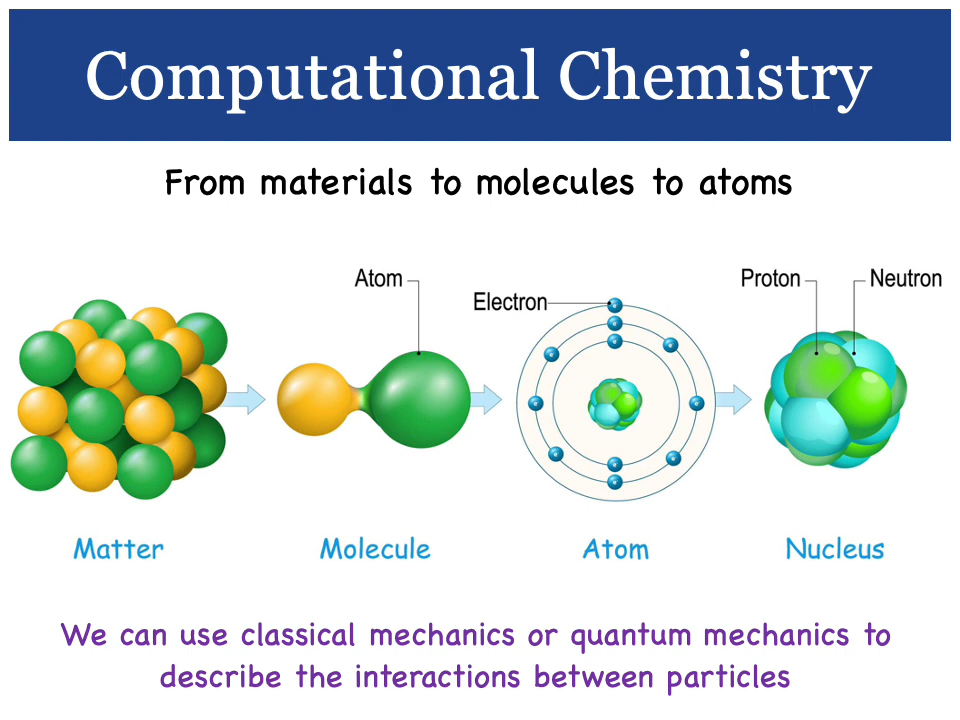 Computational Chemistry
From materials to molecules to atoms
Atom
Electron
Proton
Neutron
Matter
Molecule
Atom
Nucleus
We can use classical mechanics or quantum mechanics to
describe the interactions between particles